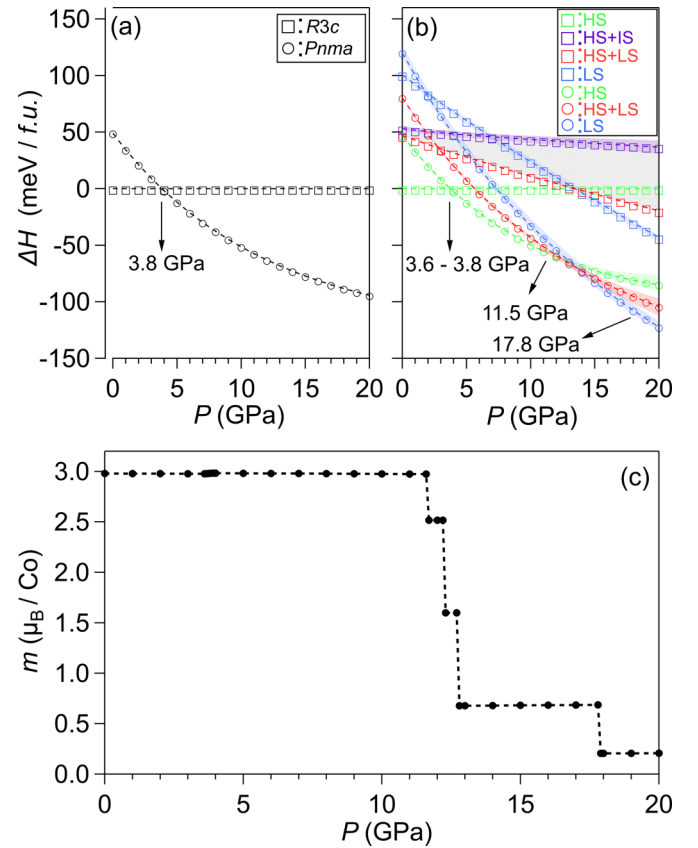 (a)
□:R3c
○:Pnma
150
100
50
0
-50
-100
-150
ΔH (meV / f.u.)
3.8 GPa
0 5 10 15 20
P (GPa)
(b)
□:HS
□:HS+IS
□:HS+LS
□:LS
○:HS
○:HS+LS
○:LS
3.6 - 3.8 GPa
11.5 GPa
17.8 GPa
0 5 10 15 20
P (GPa)
(c)
3.0
2.5
2.0
1.5
1.0
0.5
0.0
m (μB / Co)
0 5 10 15 20
P (GPa)